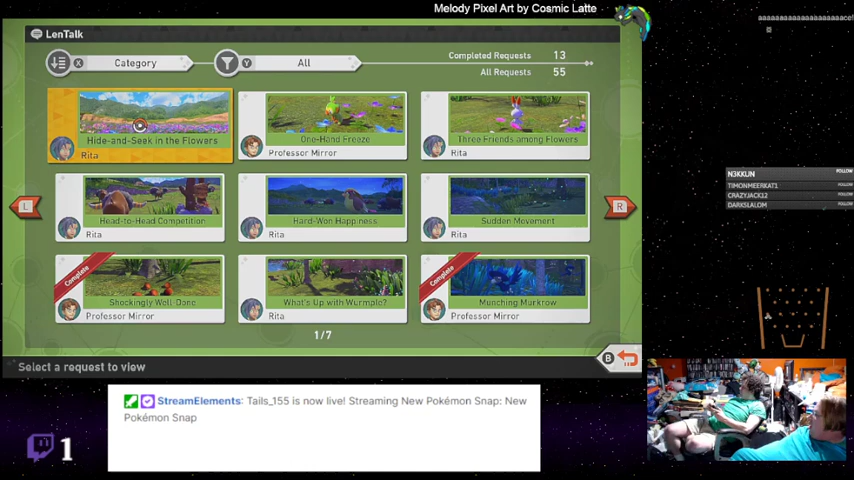 Melody Pixel Art by Cosmic Latte
aaaaaaaaaaaaaaaaaaaace!
LenTalk
X Category
Y All
Completed Requests 13
All Requests 55
Hide-and-Seek in the Flowers
Rita
One-Hand Freeze
Professor Mirror
Three Friends among Flowers
Rita
L
R
Head-to-Head Competition
Rita
Hard-Won Happiness
Rita
Sudden Movement
Rita
Complete
Shockingly Well-Done
Professor Mirror
What's Up with Wurmple?
Rita
Complete
Munching Murkrow
Professor Mirror
1/7
B
Select a request to view
N3KKUN FOLLOW
TIMONMEERKAT1 FOLLOW
CRAZYJACK12 FOLLOW
DARKSLALOM FOLLOW
StreamElements: Tails_155 is now live! Streaming New Pokémon Snap: New
Pokémon Snap
1